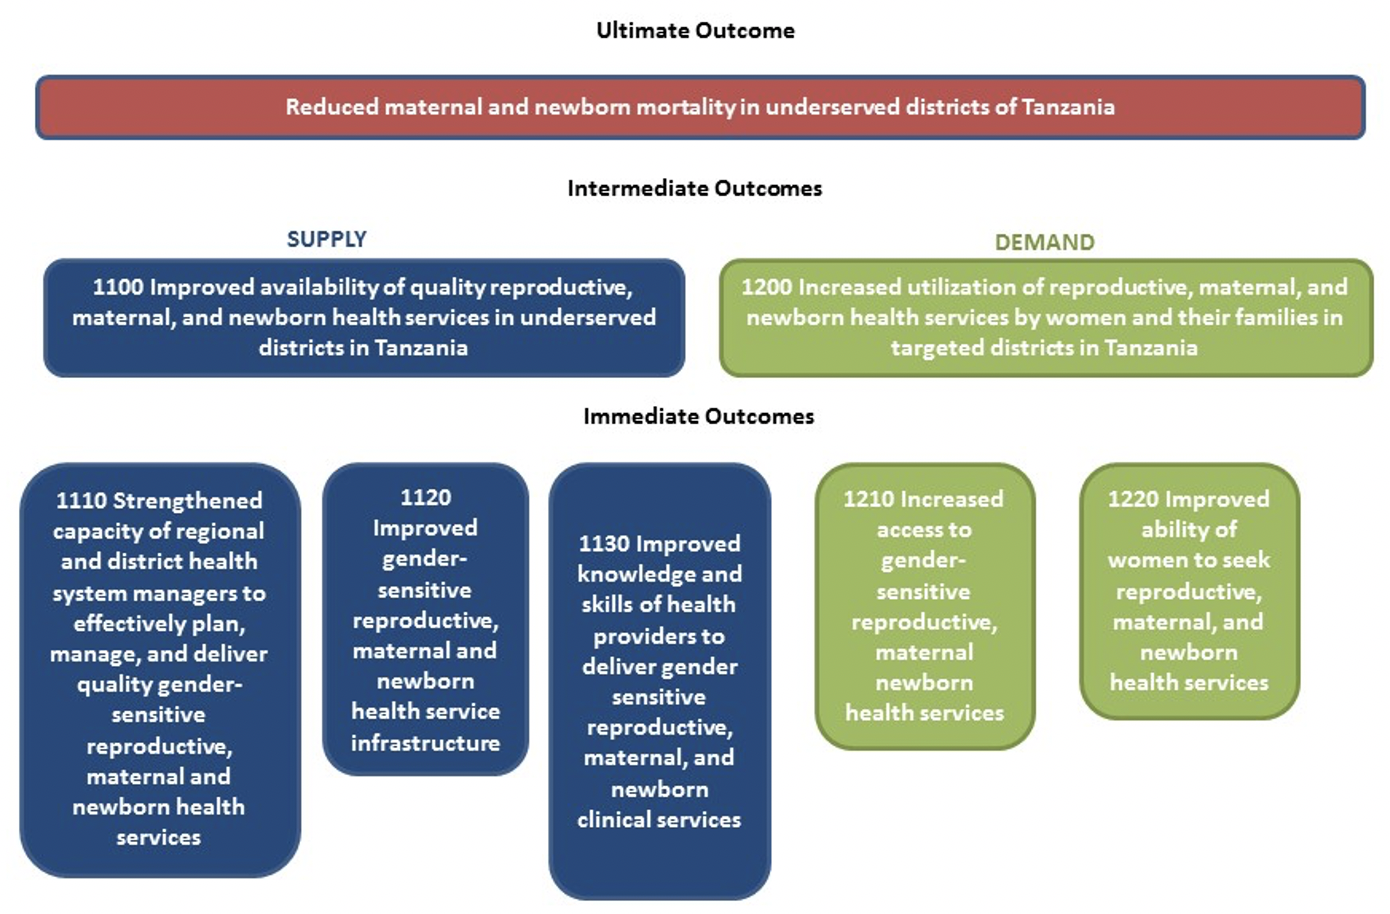 Ultimate Outcome
Reduced maternal and newborn mortality in underserved districts of Tanzania
Intermediate Outcomes
SUPPLY
1100 Improved availability of quality reproductive,
maternal, and newborn health services in underserved
districts in Tanzania
DEMAND
1200 Increased utilization of reproductive, maternal, and
newborn health services by women and their families in
targeted districts in Tanzania
Immediate Outcomes
1110 Strengthened
capacity of regional
and district health
system managers to
effectively plan,
manage, and deliver
quality gender-
sensitive
reproductive,
maternal and
newborn health
services
1120
Improved
gender-
sensitive
reproductive,
maternal and
newborn
health service
infrastructure
1130 Improved
knowledge and
skills of health
providers to
deliver gender
sensitive
reproductive,
maternal, and
newborn
clinical services
1210 Increased
access to
gender-
sensitive
reproductive,
maternal
newborn
health services
1220 Improved
ability of
women to seek
reproductive,
maternal, and
newborn
health services